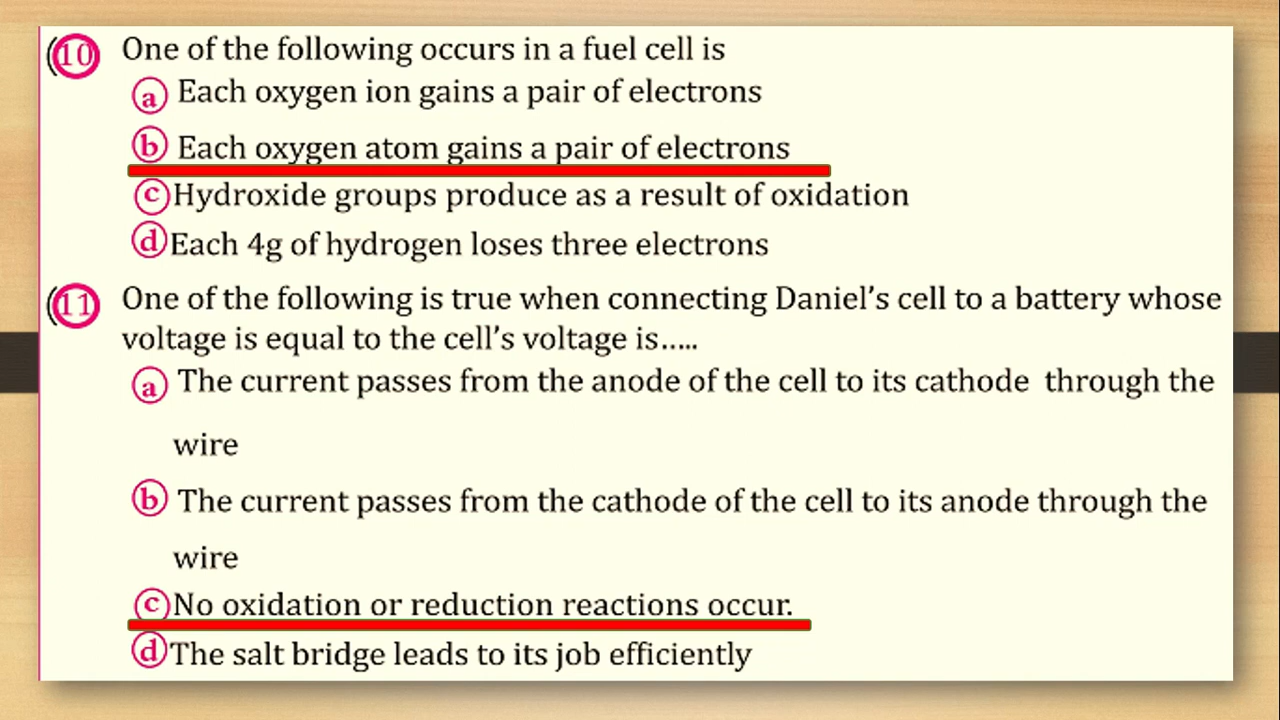 (10 One of the following occurs in a fuel cell is
a Each oxygen ion gains a pair of electrons
b Each oxygen atom gains a pair of electrons
c Hydroxide groups produce as a result of oxidation
d Each 4g of hydrogen loses three electrons
(11 One of the following is true when connecting Daniel’s cell to a battery whose
voltage is equal to the cell’s voltage is.....
a The current passes from the anode of the cell to its cathode through the
wire
b The current passes from the cathode of the cell to its anode through the
wire
c No oxidation or reduction reactions occur.
d The salt bridge leads to its job efficiently